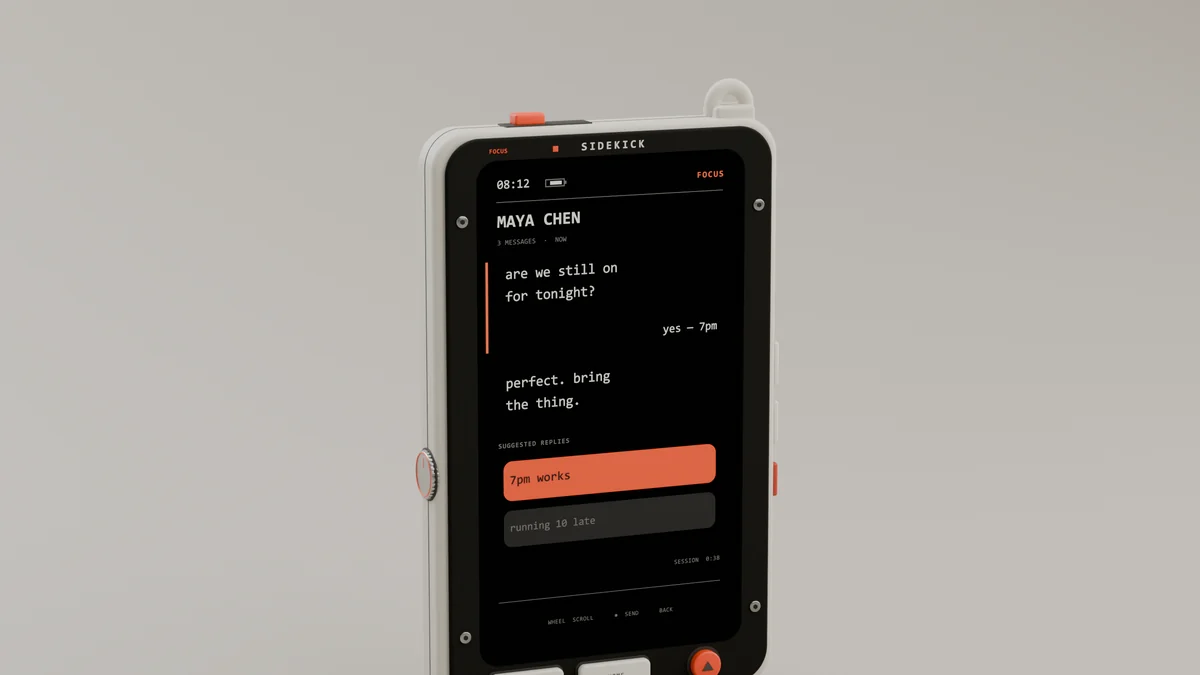 FOCUS SIDEKICK
08:12 FOCUS
MAYA CHEN
3 MESSAGES · NOW
are we still on
for tonight?
yes — 7pm
perfect. bring
the thing.
SUGGESTED REPLIES
7pm works
running 10 late
SESSION 0:38
WHEEL SCROLL ▲ SEND BACK